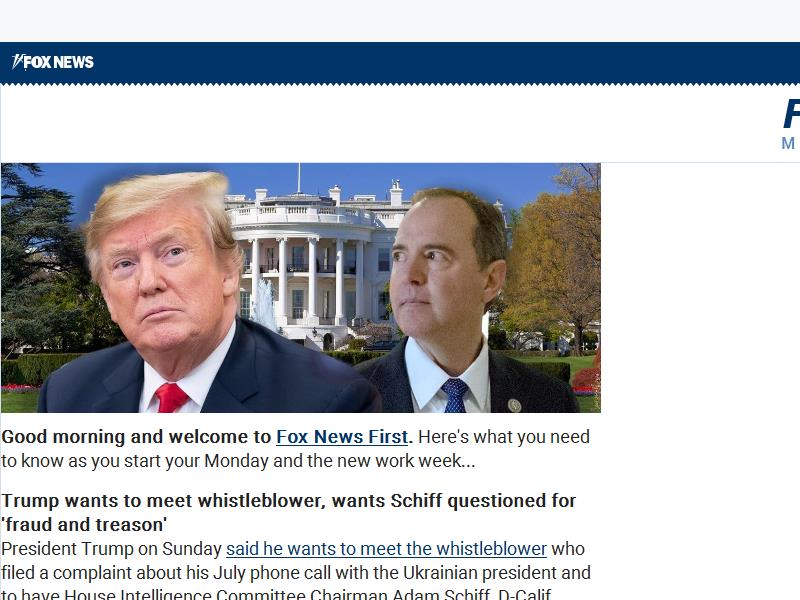 FOX NEWS
F
M
Good morning and welcome to Fox News First. Here's what you need
to know as you start your Monday and the new work week...
Trump wants to meet whistleblower, wants Schiff questioned for
'fraud and treason'
President Trump on Sunday said he wants to meet the whistleblower who
filed a complaint about his July phone call with the Ukrainian president and
to have House Intelligence Committee Chairman Adam Schiff, D-Calif.